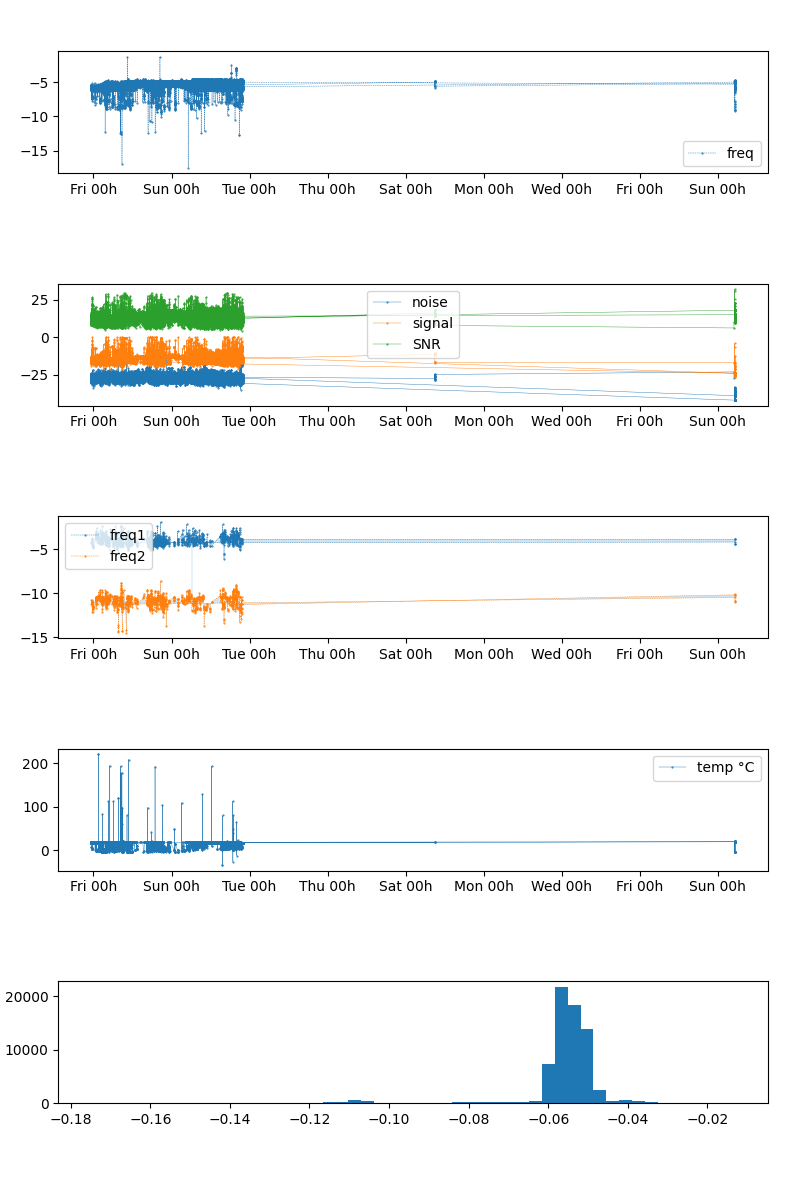 −5
−10
−15
freq
Fri 00h Sun 00h Tue 00h Thu 00h Sat 00h Mon 00h Wed 00h Fri 00h Sun 00h
25
0
−25
noise
signal
SNR
Fri 00h Sun 00h Tue 00h Thu 00h Sat 00h Mon 00h Wed 00h Fri 00h Sun 00h
−5
−10
−15
freq1
freq2
Fri 00h Sun 00h Tue 00h Thu 00h Sat 00h Mon 00h Wed 00h Fri 00h Sun 00h
200
100
0
temp °C
Fri 00h Sun 00h Tue 00h Thu 00h Sat 00h Mon 00h Wed 00h Fri 00h Sun 00h
20000
10000
0
−0.18 −0.16 −0.14 −0.12 −0.10 −0.08 −0.06 −0.04 −0.02